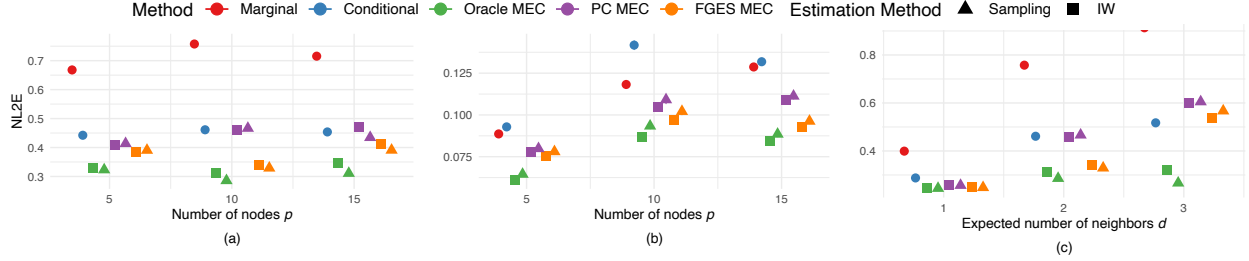 Method Marginal Conditional Oracle MEC PC MEC FGES MEC Estimation Method Sampling IW
NL2E
0.7
0.6
0.5
0.4
0.3
5 10 15
Number of nodes p
(a)
0.125
0.100
0.075
5 10 15
Number of nodes p
(b)
0.8
0.6
0.4
1 2 3
Expected number of neighbors d
(c)